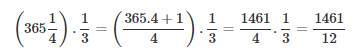 (365 1/4) . 1/3 = (365.4 + 1 / 4) . 1/3 = 1461/4 . 1/3 = 1461/12